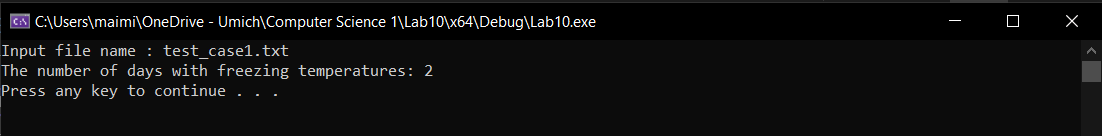 C:\Users\maimi\OneDrive - Umich\Computer Science 1\Lab10\x64\Debug\Lab10.exe
Input file name : test_case1.txt
The number of days with freezing temperatures: 2
Press any key to continue . . .